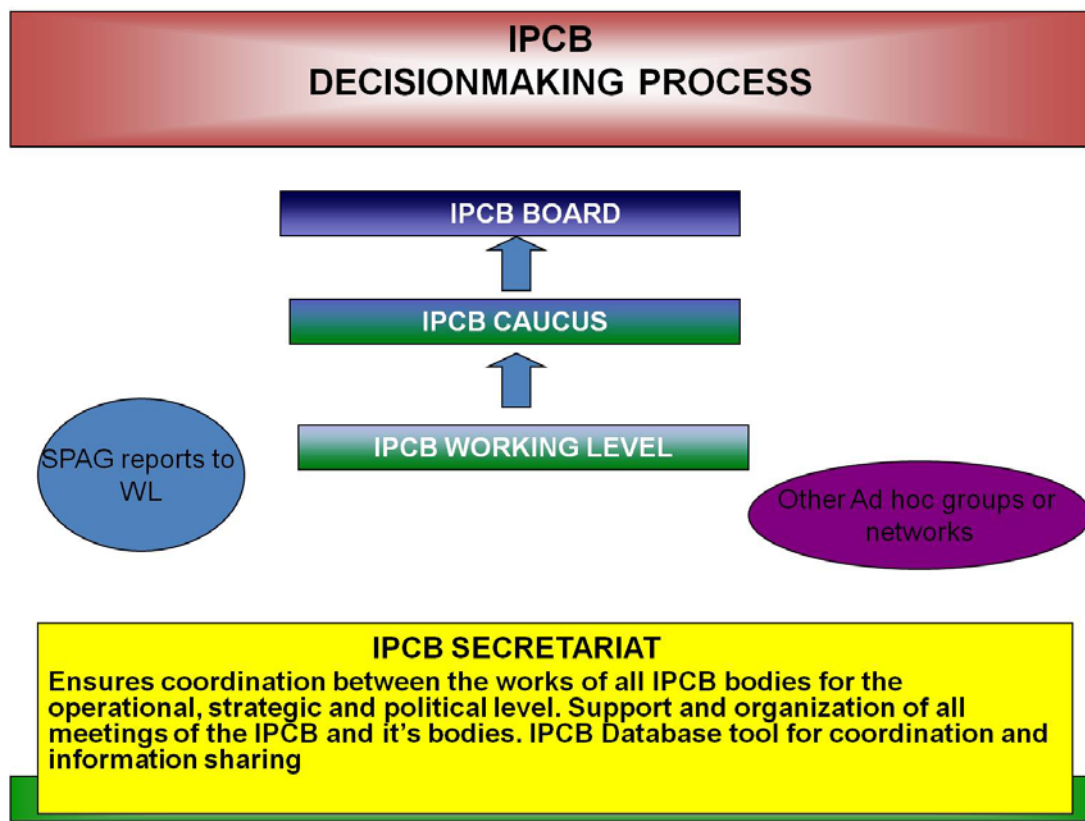 IPCB
DECISIONMAKING PROCESS
IPCB BOARD
IPCB CAUCUS
IPCB WORKING LEVEL
SPAG reports to
WL
Other Ad hoc groups or
networks
IPCB SECRETARIAT
Ensures coordination between the works of all IPCB bodies for the
operational, strategic and political level. Support and organization of all
meetings of the IPCB and it's bodies. IPCB Database tool for coordination and
information sharing